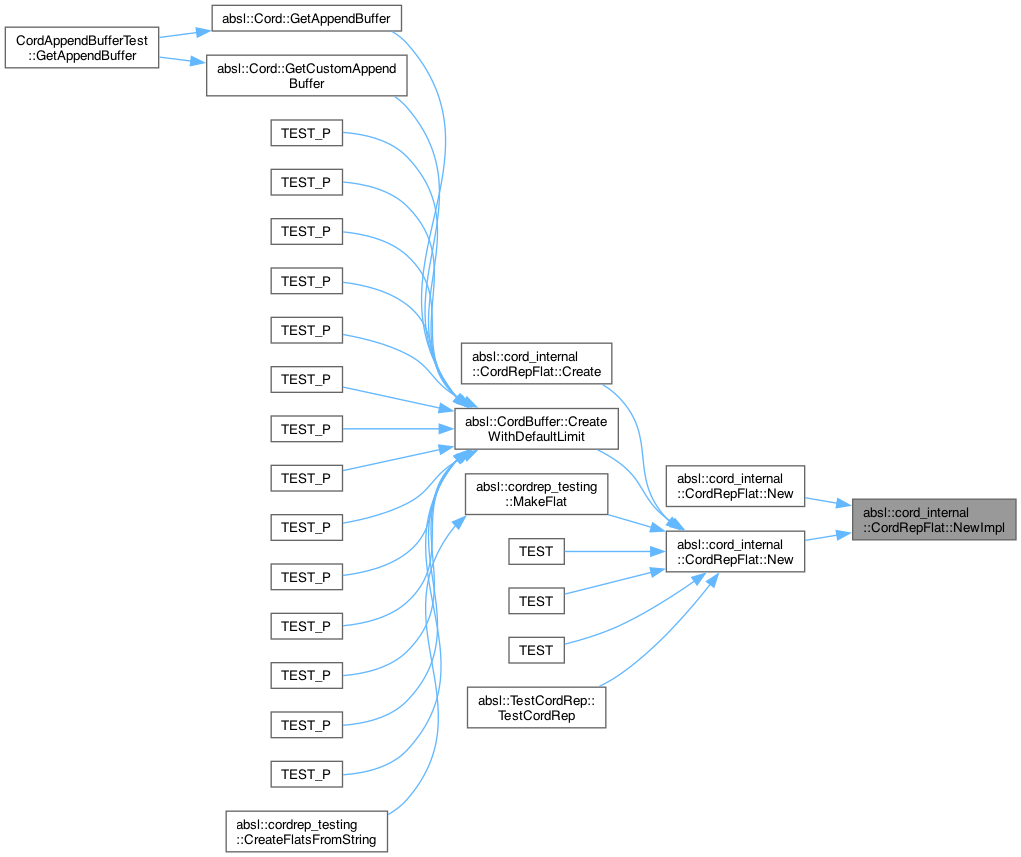 absl::Cord::GetAppendBuffer
CordAppendBufferTest
::GetAppendBuffer
absl::Cord::GetCustomAppend
Buffer
TEST_P
TEST_P
TEST_P
TEST_P
TEST_P
TEST_P
TEST_P
TEST_P
TEST_P
TEST_P
TEST_P
TEST_P
TEST_P
TEST_P
absl::cordrep_testing
::CreateFlatsFromString
absl::cord_internal
::CordRepFlat::Create
absl::CordBuffer::Create
WithDefaultLimit
absl::cordrep_testing
::MakeFlat
TEST
TEST
TEST
absl::TestCordRep::
TestCordRep
absl::cord_internal
::CordRepFlat::New
absl::cord_internal
::CordRepFlat::New
absl::cord_internal
::CordRepFlat::NewImpl